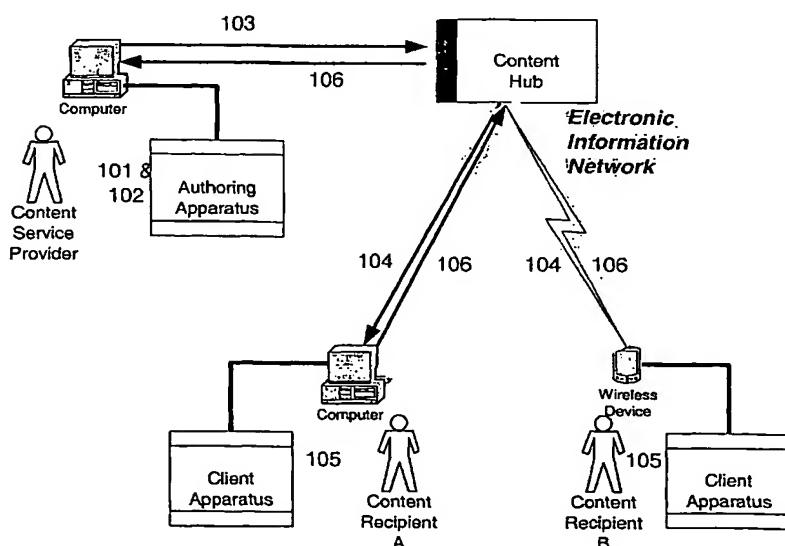 103
106
Content
Hub
Computer
Electronic
Information
Network
101 &
102
Authoring
Apparatus
Content
Service
Provider
104
106
104
106
Computer
Wireless
Device
105
Client
Apparatus
Content
Recipient
A
Content
Recipient
B
105
Client
Apparatus